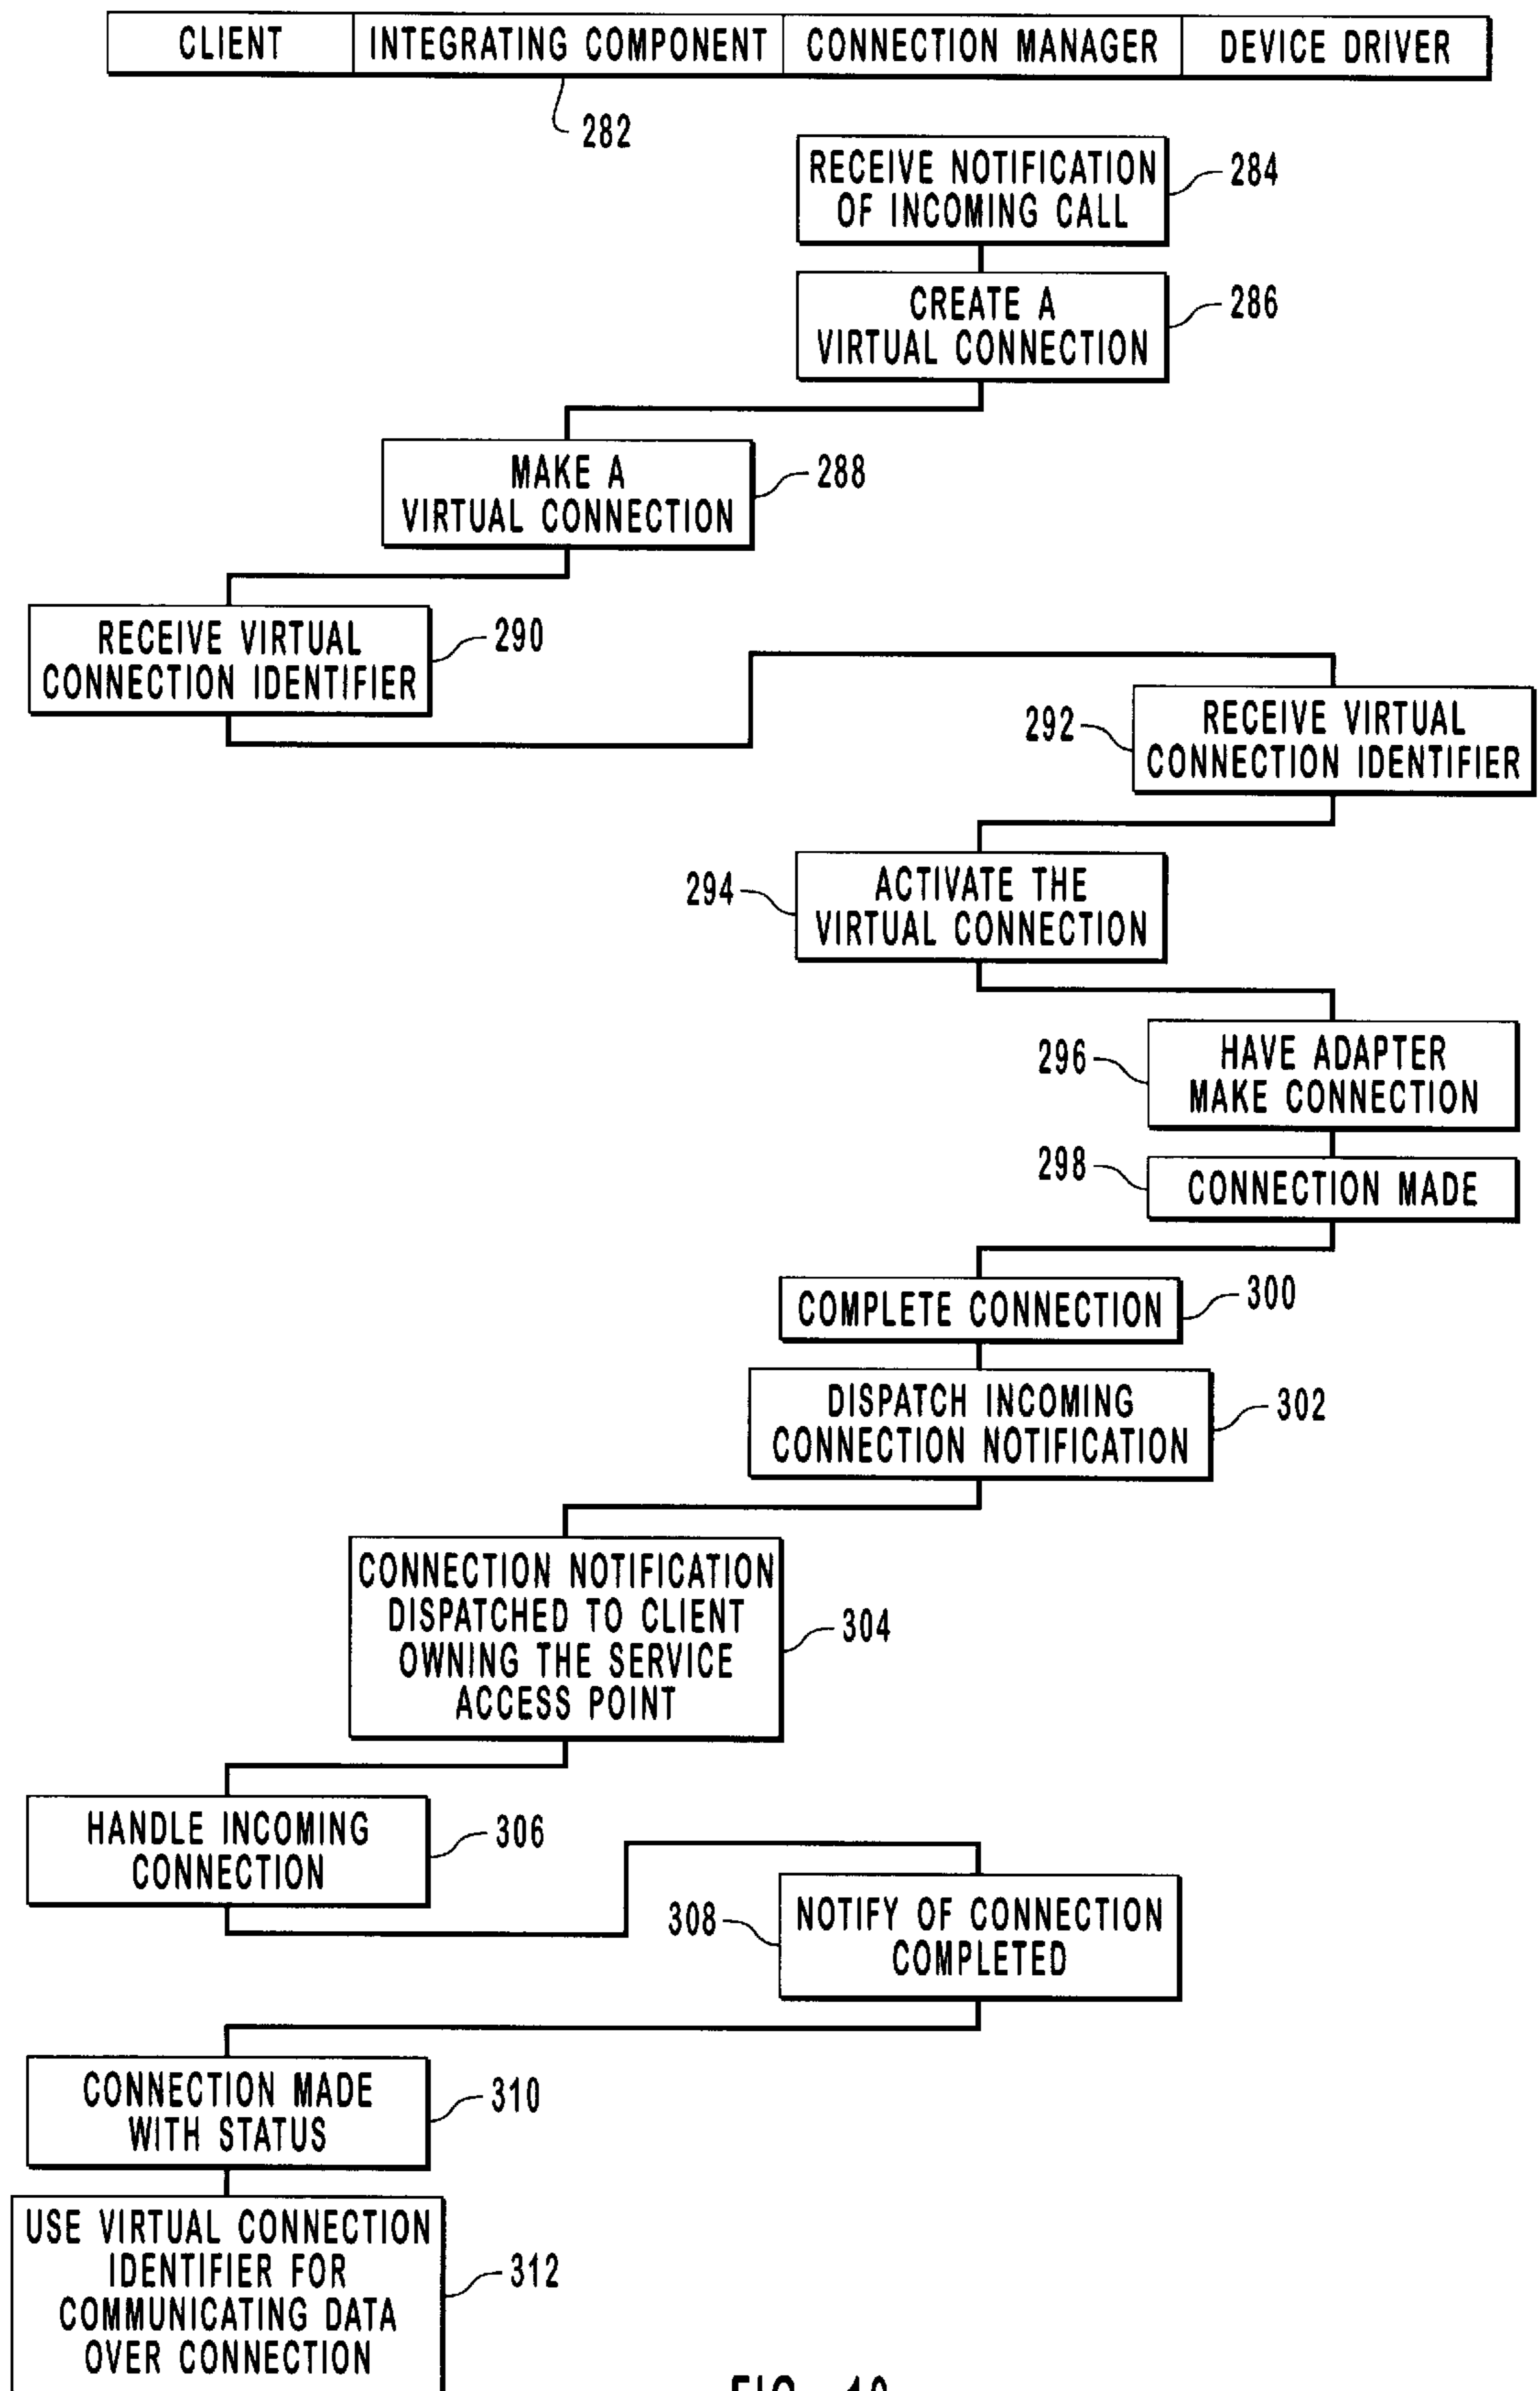 CLIENT INTEGRATING COMPONENT CONNECTION MANAGER DEVICE DRIVER
282
RECEIVE NOTIFICATION
OF INCOMING CALL
284
CREATE A
VIRTUAL CONNECTION
286
MAKE A
VIRTUAL CONNECTION
288
RECEIVE VIRTUAL
CONNECTION IDENTIFIER
290
292
RECEIVE VIRTUAL
CONNECTION IDENTIFIER
294
ACTIVATE THE
VIRTUAL CONNECTION
296
HAVE ADAPTER
MAKE CONNECTION
298
CONNECTION MADE
COMPLETE CONNECTION
300
DISPATCH INCOMING
CONNECTION NOTIFICATION
302
CONNECTION NOTIFICATION
DISPATCHED TO CLIENT
OWNING THE SERVICE
ACCESS POINT
304
HANDLE INCOMING
CONNECTION
306
308
NOTIFY OF CONNECTION
COMPLETED
CONNECTION MADE
WITH STATUS
310
USE VIRTUAL CONNECTION
IDENTIFIER FOR
COMMUNICATING DATA
OVER CONNECTION
312
FIG.